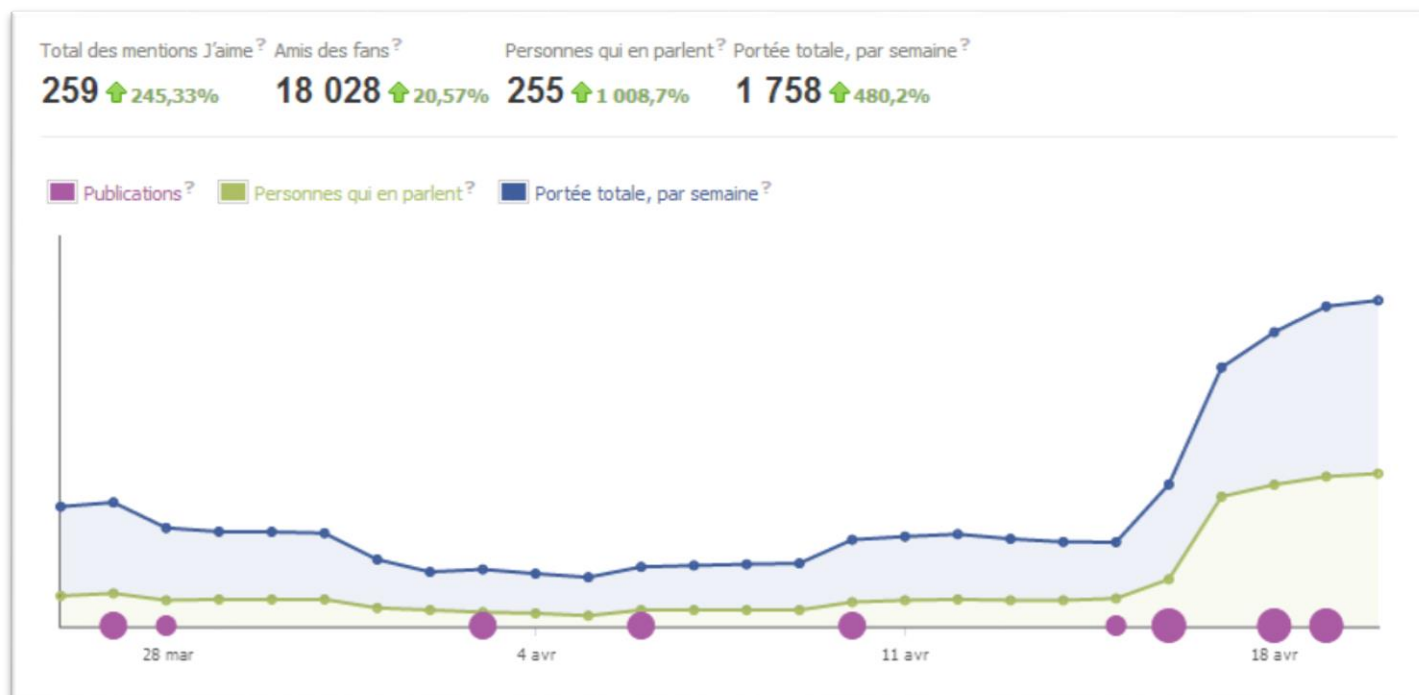 Total des mentions J'aime? Amis des fans? Personnes qui en parlent? Portée totale, par semaine?
259 245,33% 18 028 20,57% 255 1 008,7% 1 758 480,2%
Publications? Personnes qui en parlent? Portée totale, par semaine?
28 mar 4 avr 11 avr 18 avr